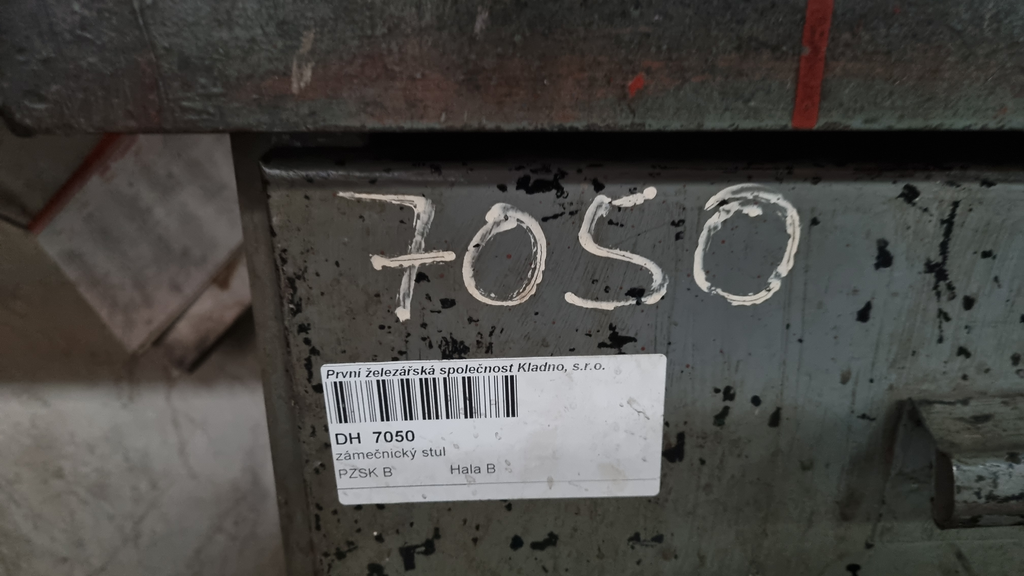 7050
První železářská společnost Kladno, s.r.o.
DH 7050
zámečnický stul
PZSK B Hala B